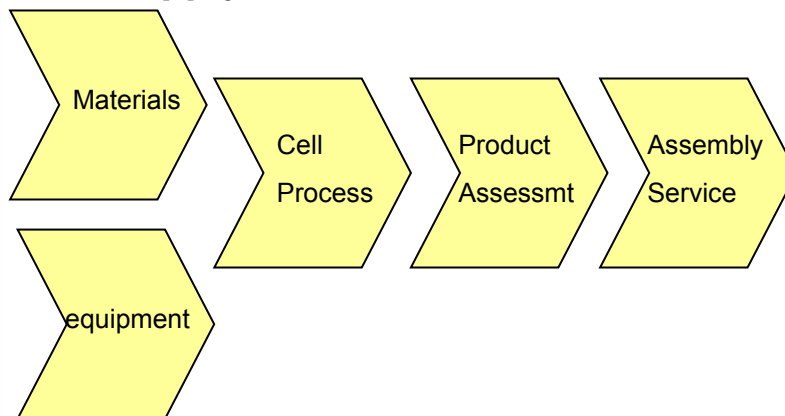 Materials
Cell
Process
Product
Assessmt
Assembly
Service
equipment